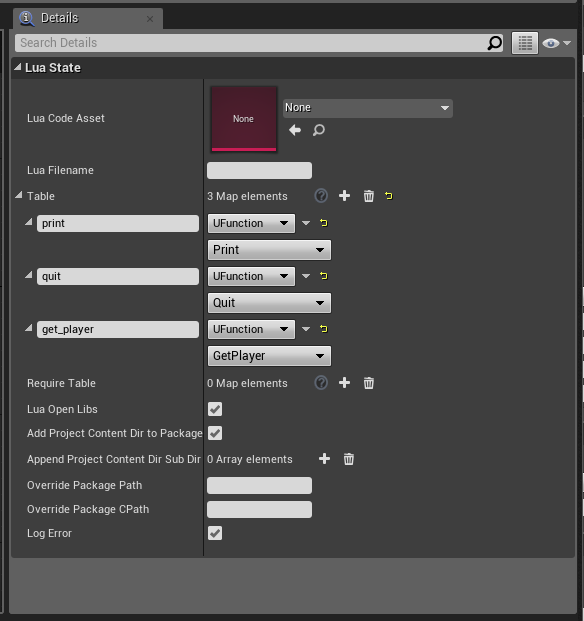 Details
Search Details
Lua State
Lua Code Asset None None
Lua Filename
Table 3 Map elements
print UFunction
Print
quit UFunction
Quit
get_player UFunction
GetPlayer
Require Table 0 Map elements
Lua Open Libs
Add Project Content Dir to Package
Append Project Content Dir Sub Dir 0 Array elements
Override Package Path
Override Package CPath
Log Error